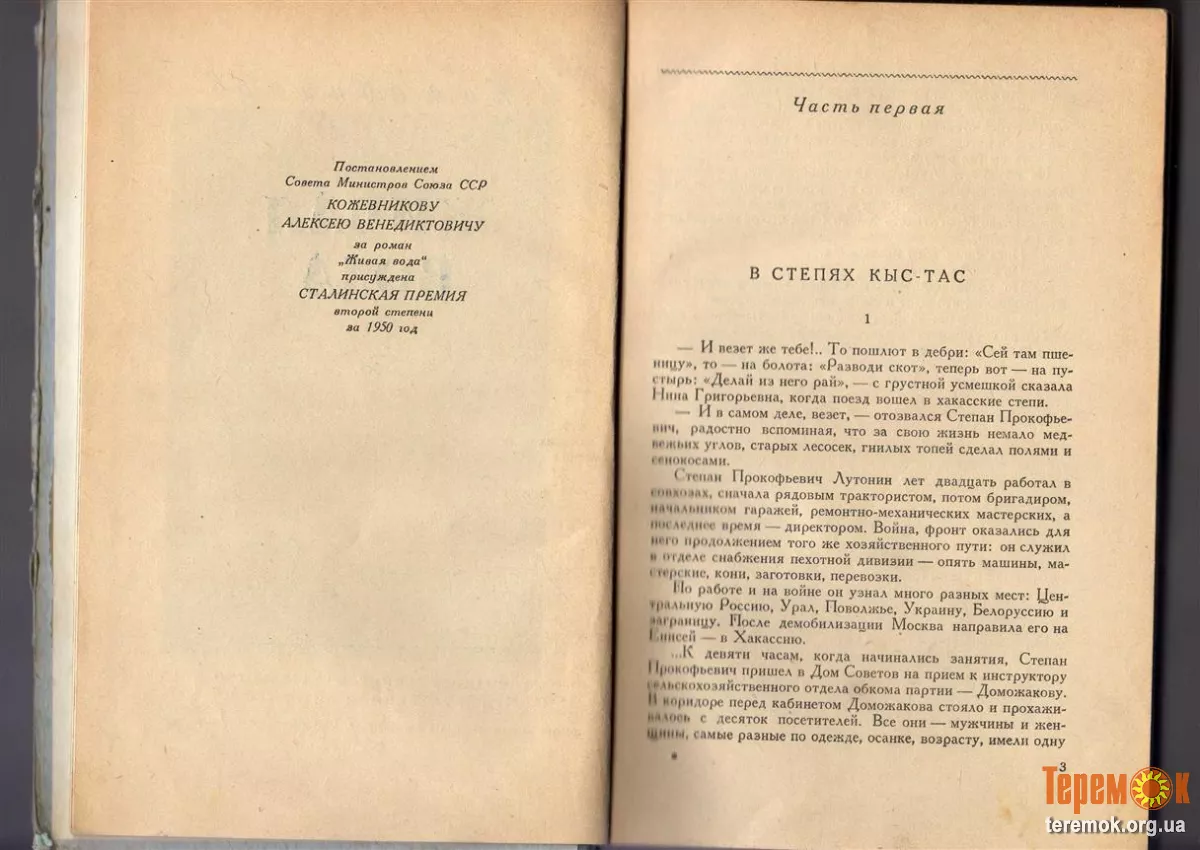 Постановлением
Совета Министров Союза ССР
КОЖЕВНИКОВУ
АЛЕКСЕЮ ВЕНЕДИКТОВИЧУ
за роман
„Живая вода“
присуждена
СТАЛИНСКАЯ ПРЕМИЯ
второй степени
за 1950 год
Часть первая
В СТЕПЯХ КЫС-ТАС
1
— И везет же тебе!.. То пошлют в дебри: «Сей там пше-
ницу», то — на болота: «Разводи скот», теперь вот — на пу-
стырь: «Делай из него рай», — с грустной усмешкой сказала
Нина Григорьевна, когда поезд вошел в хакасские степи.
— И в самом деле, везет, — отозвался Степан Прокофье-
вич, радостно вспоминая, что за свою жизнь немало мед-
вежьих углов, старых лесосек, гнилых топей сделал полями и
сенокосами.
Степан Прокофьевич Лутонин лет двадцать работал в
совхозах, сначала рядовым трактористом, потом бригадиром,
начальником гаражей, ремонтно-механических мастерских, а
последнее время — директором. Война, фронт оказались для
него продолжением того же хозяйственного пути: он служил
в отделе снабжения пехотной дивизии — опять машины, ма-
стерские, кони, заготовки, перевозки.
По работе и на войне он узнал много разных мест: Цен-
тральную Россию, Урал, Поволжье, Украину, Белоруссию и
заграницу. После демобилизации Москва направила его на
Енисей — в Хакассию.
...К девяти часам, когда начинались занятия, Степан
Прокофьевич пришел в Дом Советов на прием к инструктору
сельскохозяйственного отдела обкома партии — Доможакову.
В коридоре перед кабинетом Доможакова стояло и прохажи-
валось с десяток посетителей. Все они — мужчины и жен-
щины, самые разные по одежде, осанке, возрасту, имели одну
*
3
Теремок
teremok.org.ua